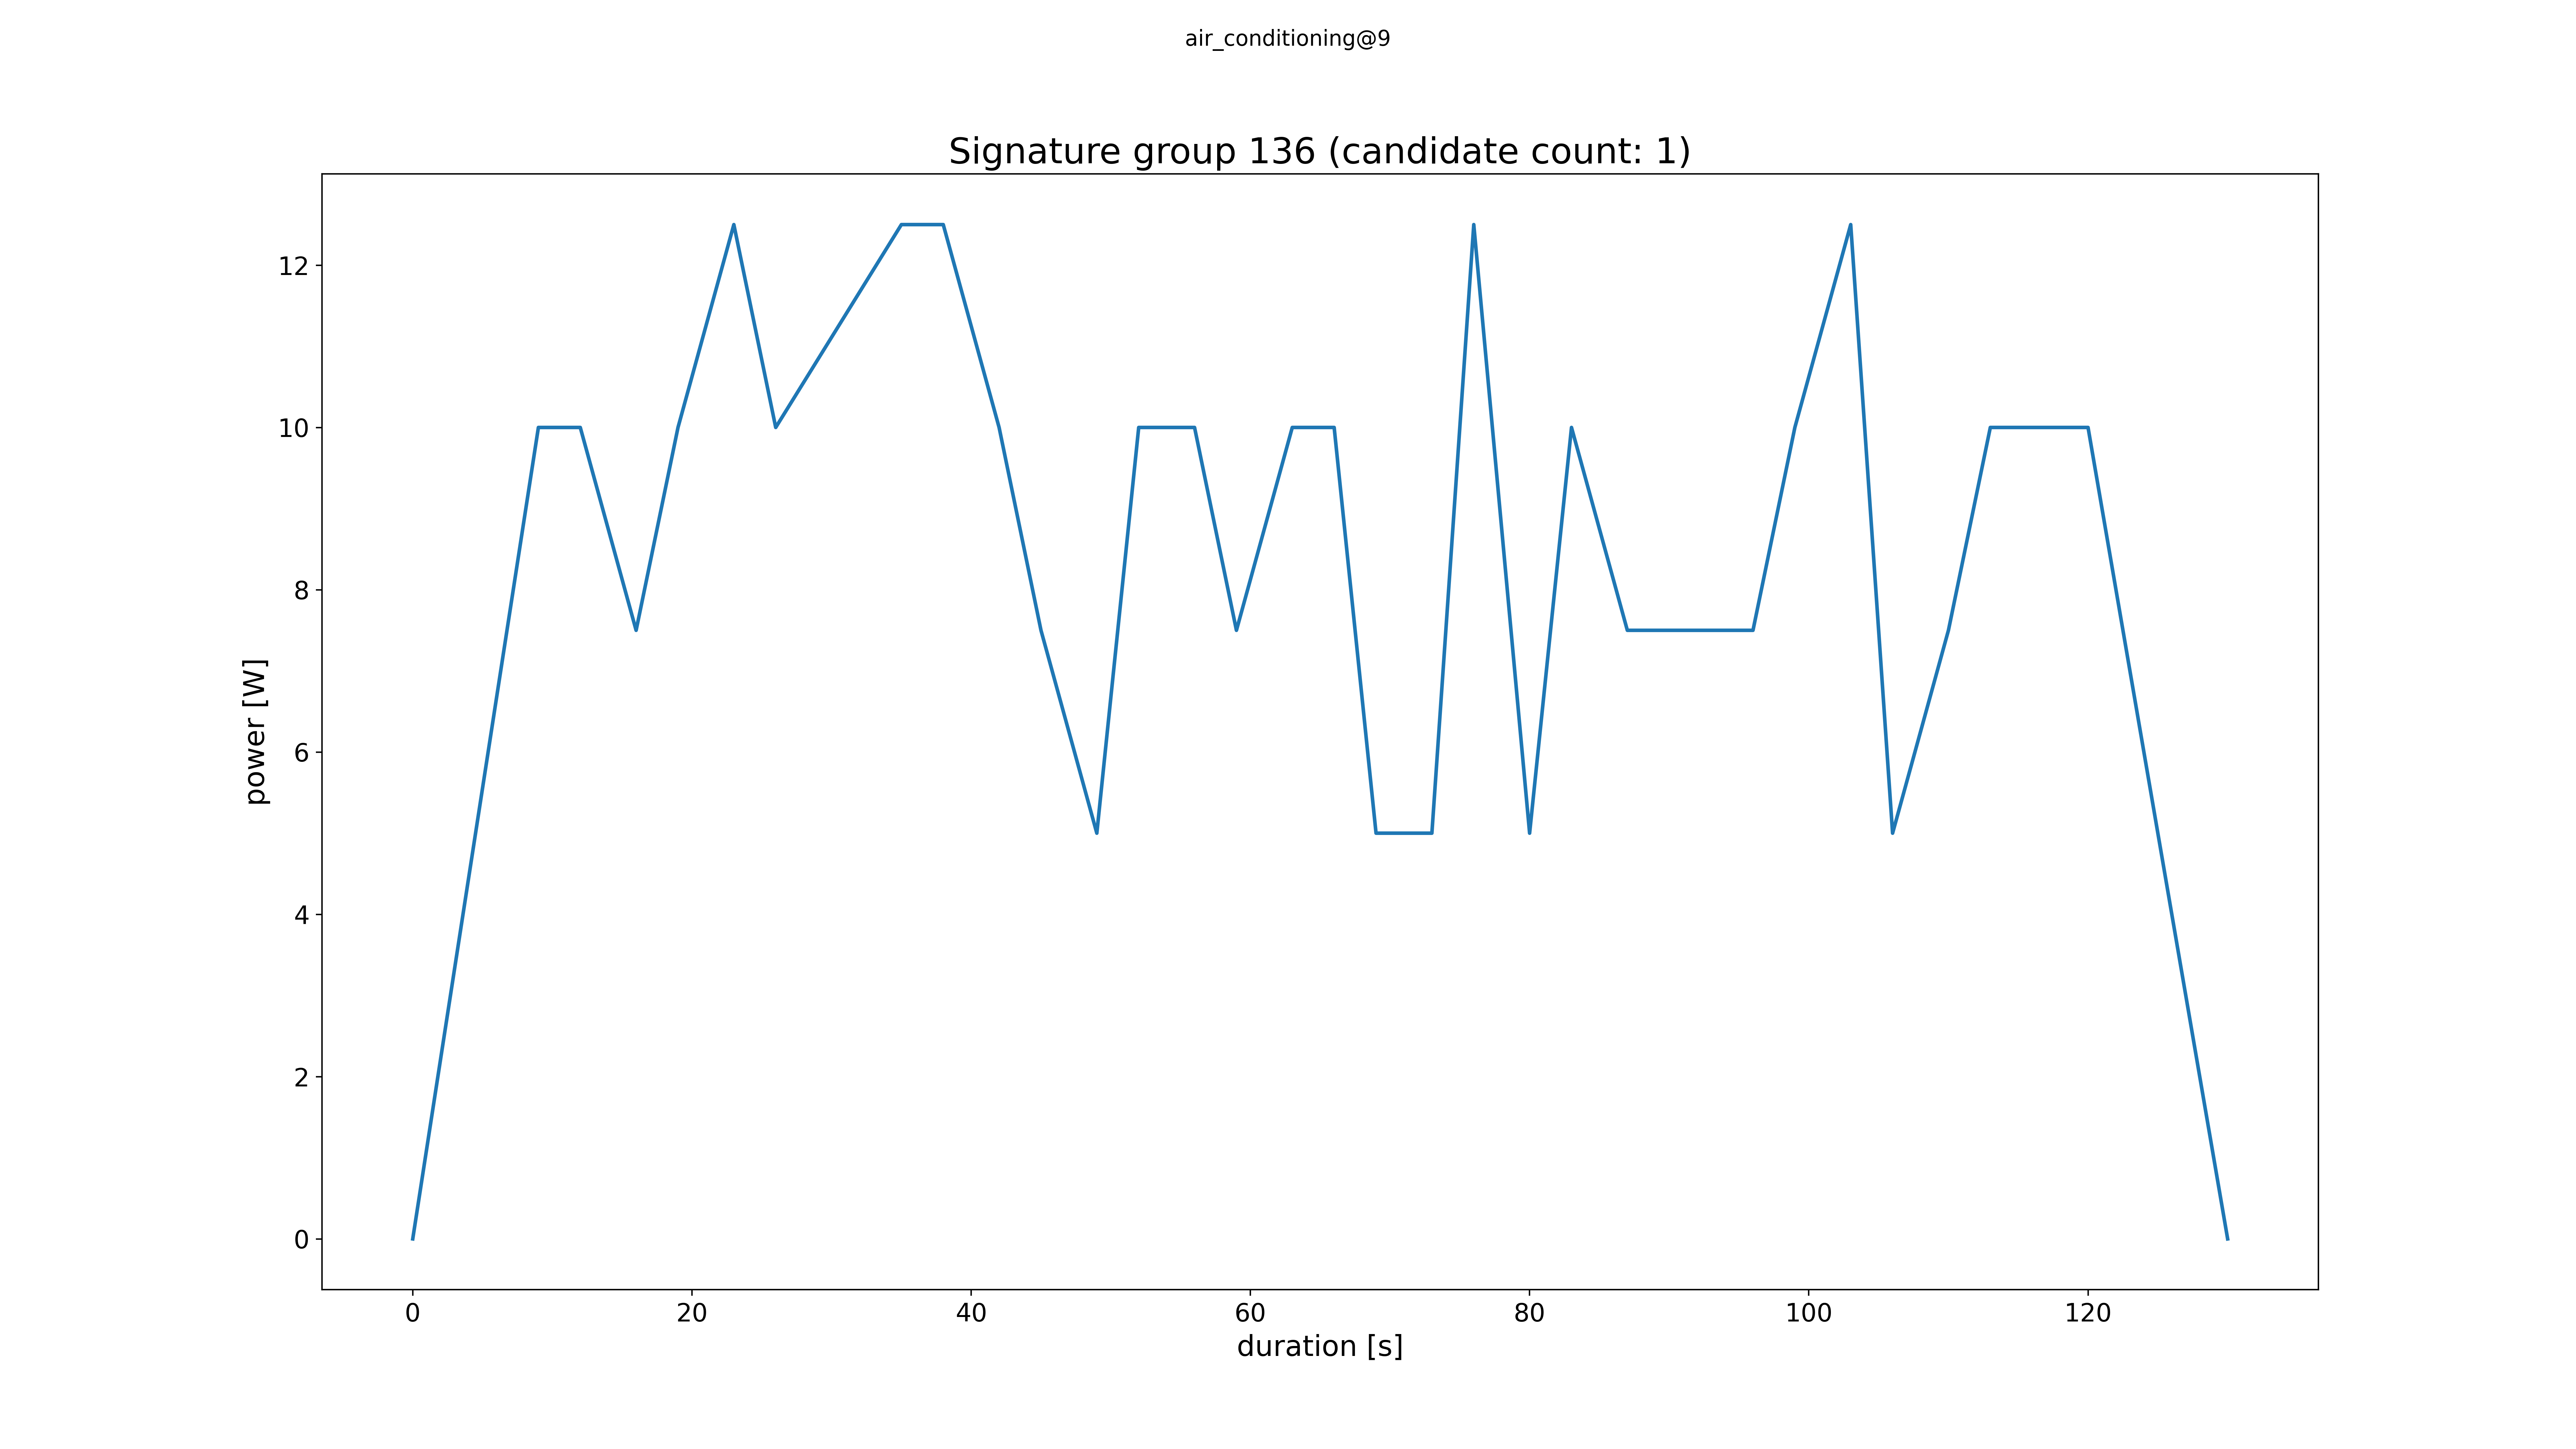 air_conditioning@9
Signature group 136 (candidate count: 1)
12
10
8
6
4
2
0
power [W]
0 20 40 60 80 100 120
duration [s]